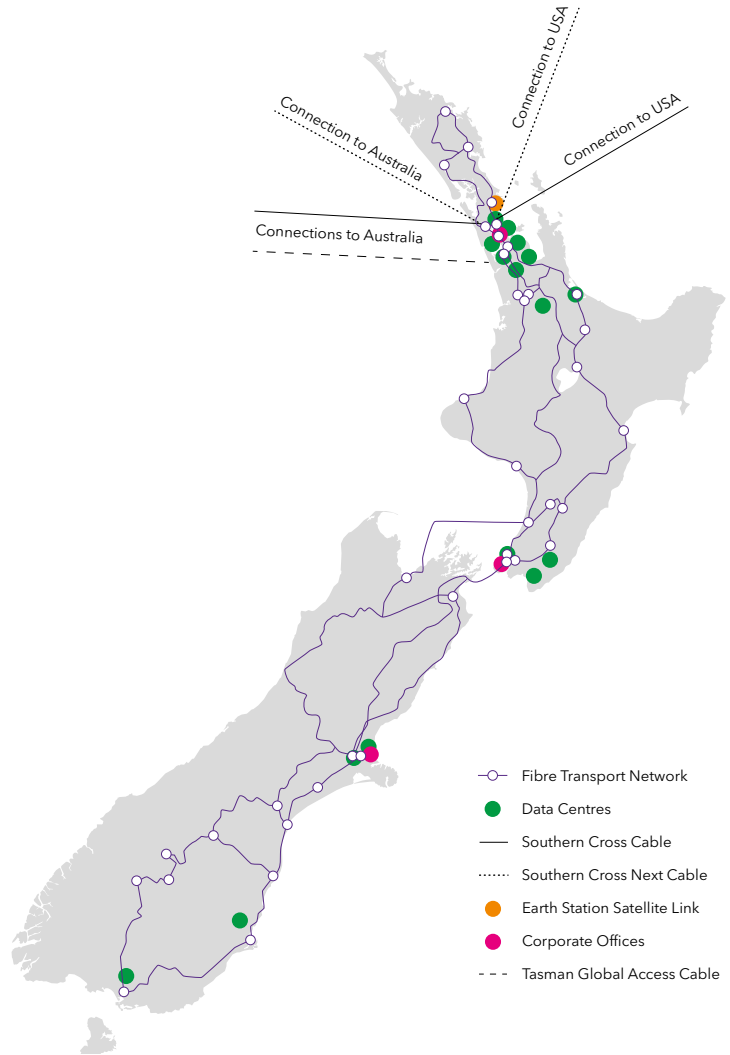 Connection to USA
Connection to USA
Connection to Australia
Connections to Australia
Fibre Transport Network
Data Centres
Southern Cross Cable
Southern Cross Next Cable
Earth Station Satellite Link
Corporate Offices
Tasman Global Access Cable